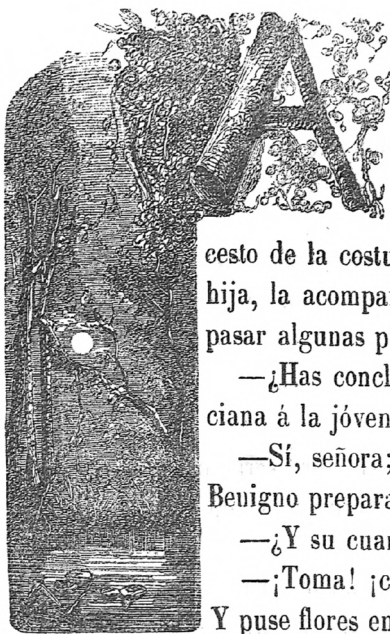 A
cesto de la costu
hija, la acompa
pasar algunas p
—¿Has concl
ciana á la jóven
—Sí, señora;
Benigno prepara
—¿Y su cuar
—¡Toma! ¡c
Y puse flores en